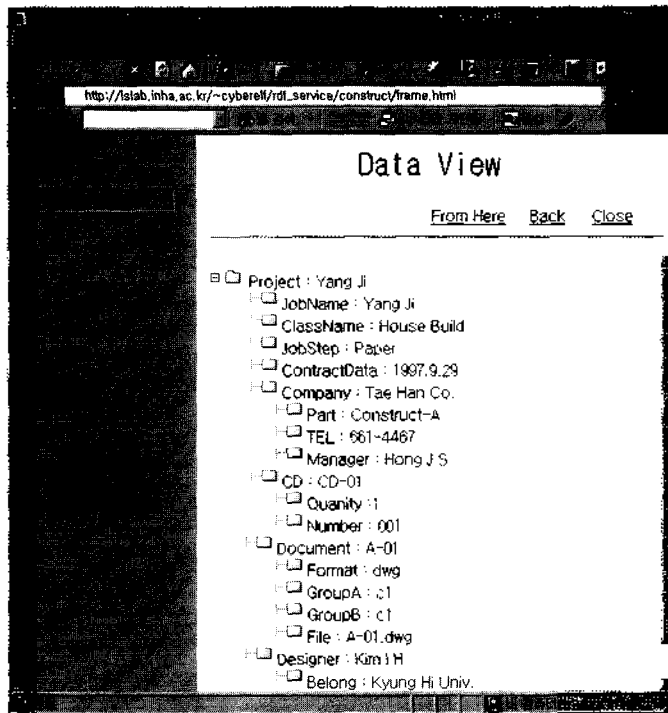 http://islab.inha.ac.kr/~cyberelf/rdf_service/construct/frame.html
Data View
From Here Back Close
Project : Yang Ji
JobName : Yang Ji
ClassName : House Build
JobStep : Paper
ContractData : 1997.9.29
Company : Tae Han Co.
Part : Construct-A
TEL : 661-4467
Manager : Hong J S
CD : CD-01
Quanity : 1
Number : 001
Document : A-01
Format : dwg
GroupA : c1
GroupB : c1
File : A-01.dwg
Designer : Kim I H
Belong : Kyung Hi Univ.